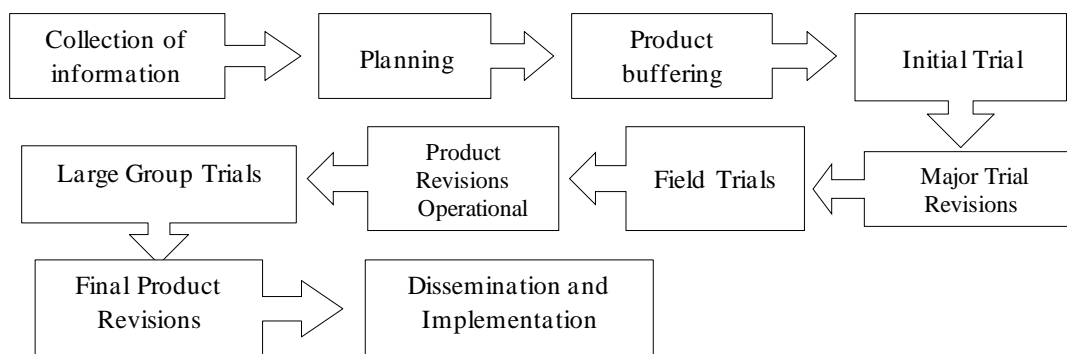 Collection of
information
Planning
Product
buffering
Initial Trial
Major Trial
Revisions
Field Trials
Product
Revisions
Operational
Large Group Trials
Final Product
Revisions
Dissemination and
Implementation